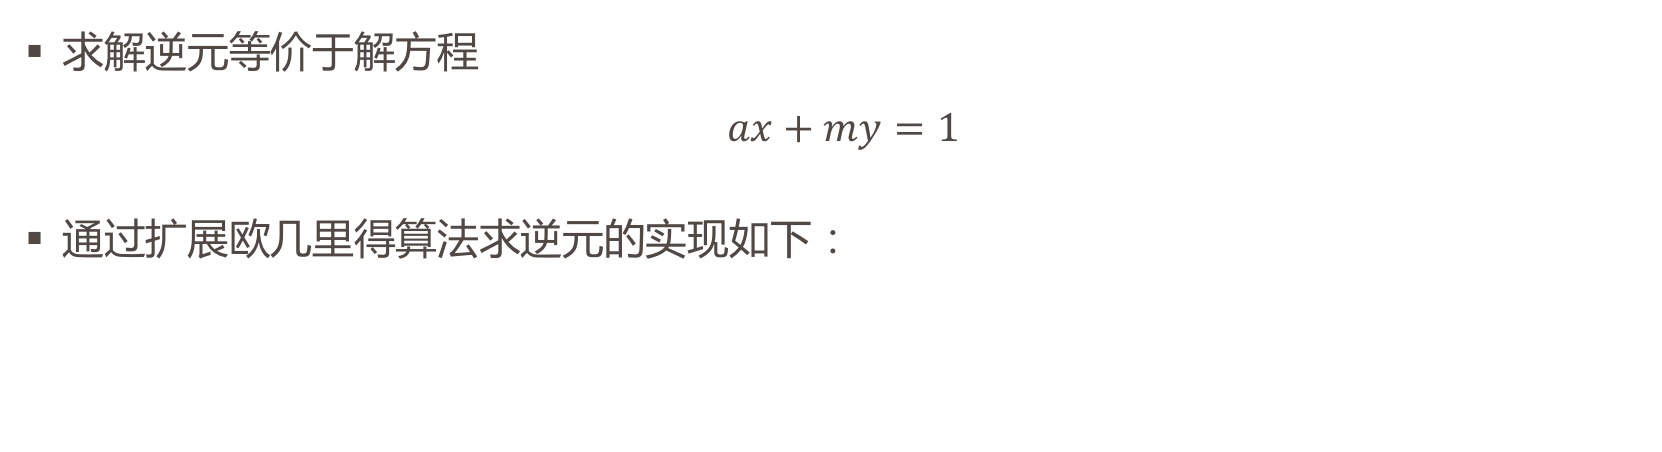 ▪ 求解逆元等价于解方程
ax + my = 1
▪ 通过扩展欧几里得算法求逆元的实现如下：